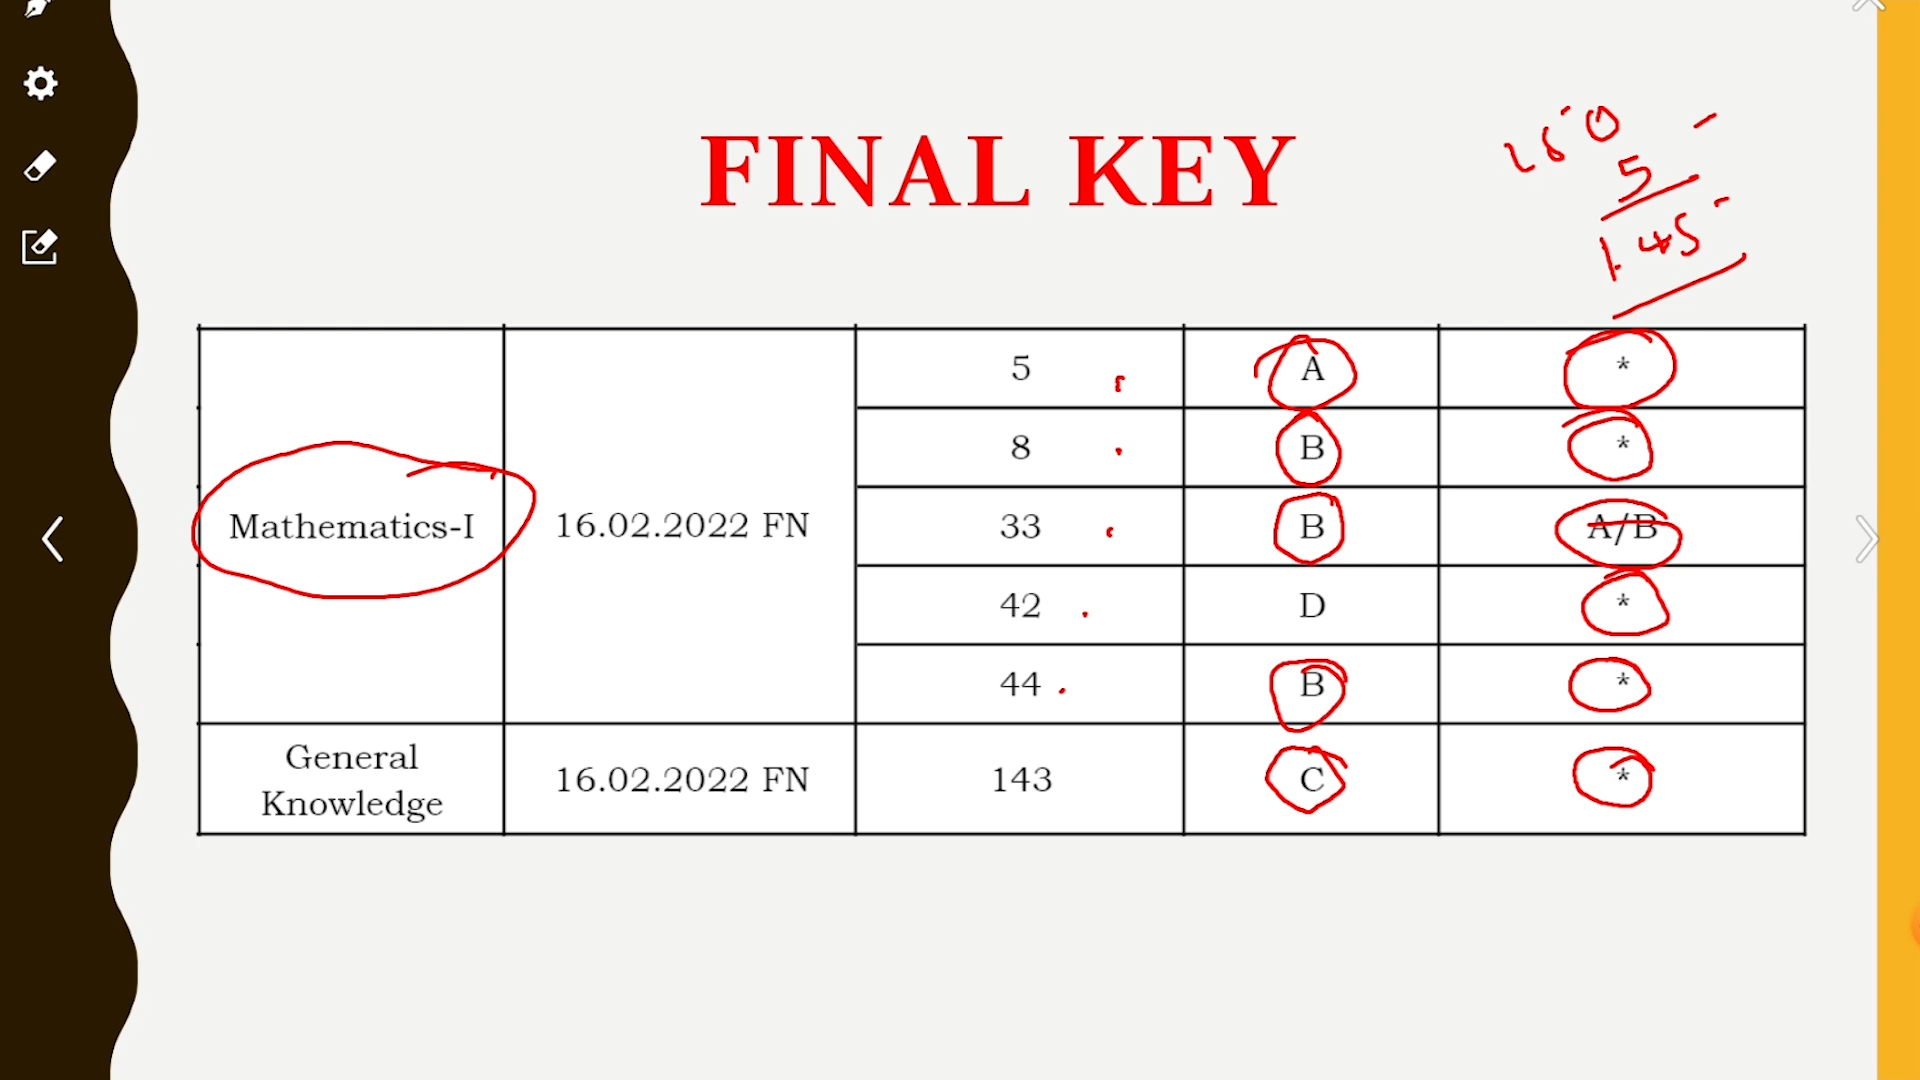 FINAL KEY
5
145
Mathematics-I 16.02.2022 FN 5 A *
8 B *
33 B A/B
42 D *
44 B *
General Knowledge 16.02.2022 FN 143 C *